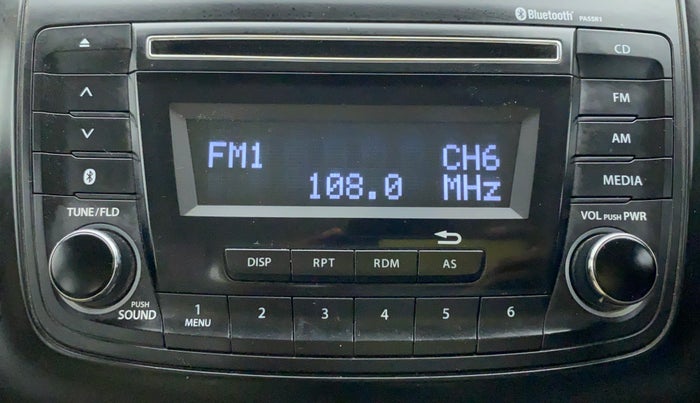 Bluetooth® PASSR1
CD
FM
AM
MEDIA
FM1 CH6
108.0 MHz
TUNE/FLD
VOL PUSH PWR
DISP RPT RDM AS
PUSH SOUND
1 MENU 2 3 4 5 6